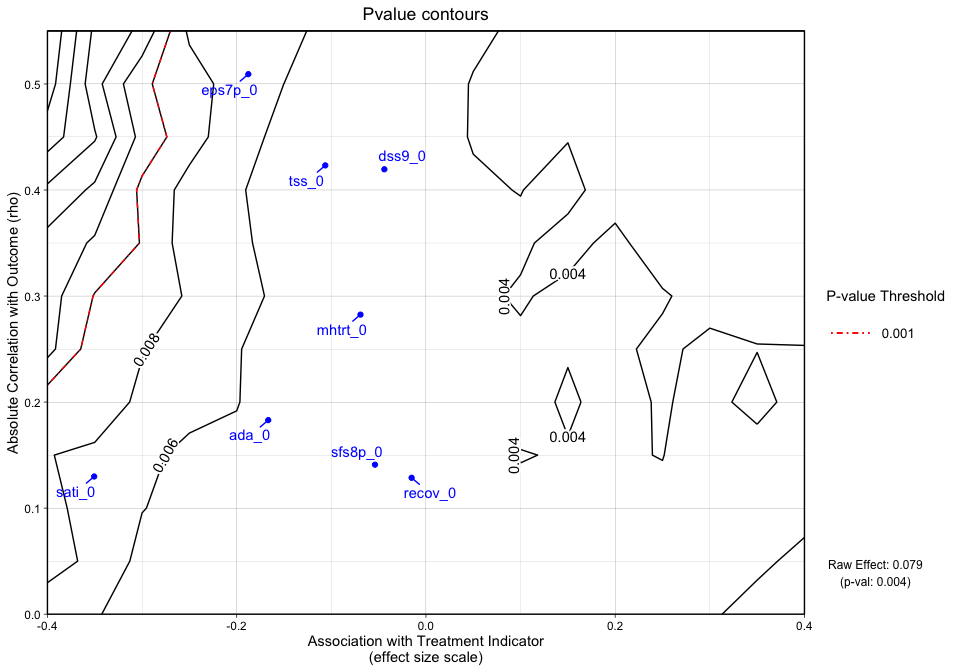 Pvalue contours
Absolute Correlation with Outcome (rho)
0.5
0.4
0.3
0.2
0.1
0.0
eps7p_0
dss9_0
tss_0
0.004
0.004
mhtrt_0
0.008
ada_0
0.004
0.006
0.004
sfs8p_0
sati_0
recov_0
-0.4
-0.2
0.0
0.2
0.4
Association with Treatment Indicator
(effect size scale)
P-value Threshold
0.001
Raw Effect: 0.079
(p-val: 0.004)